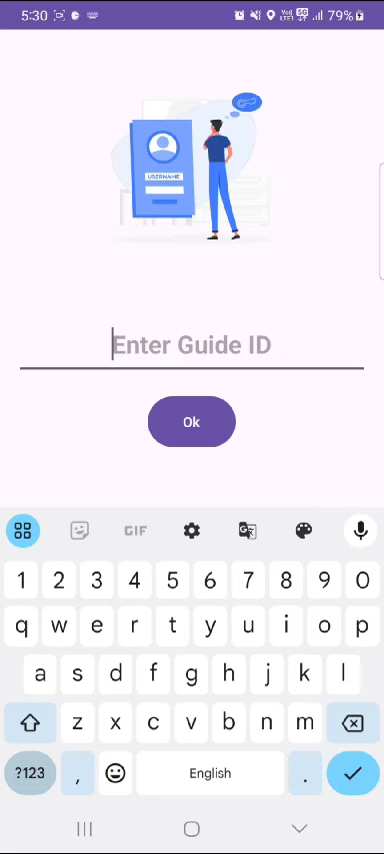 5:30 79%
USERNAME
Enter Guide ID
Ok
GIF
1 2 3 4 5 6 7 8 9 0
q w e r t y u i o p
a s d f g h j k l
z x c v b n m
?123 , English .